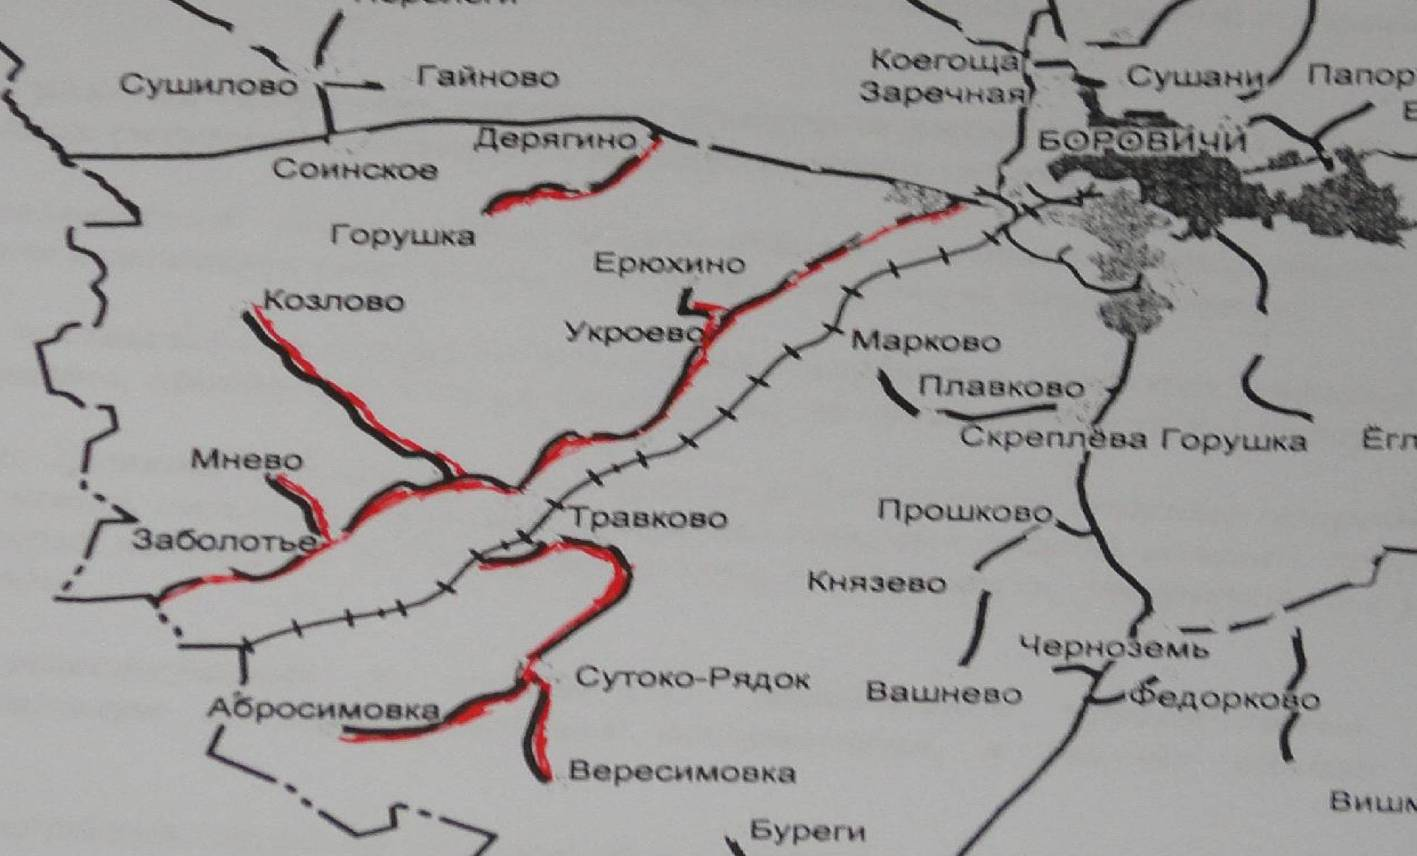 Коегоща
Заречная
Сушани
Сушилово
Гайново
БОРОВИЧИ
Дерягино
Соинское
Горушка
Ерюхино
Козлово
Укроево
Марково
Плавково
Скреплёва
Горушка
Мнево
Прошково
Травково
Заболотье
Князево
Черноземь
Сутоко-Рядок
Вашнево
Федорково
Абросимовка
Вересимовка
Буреги